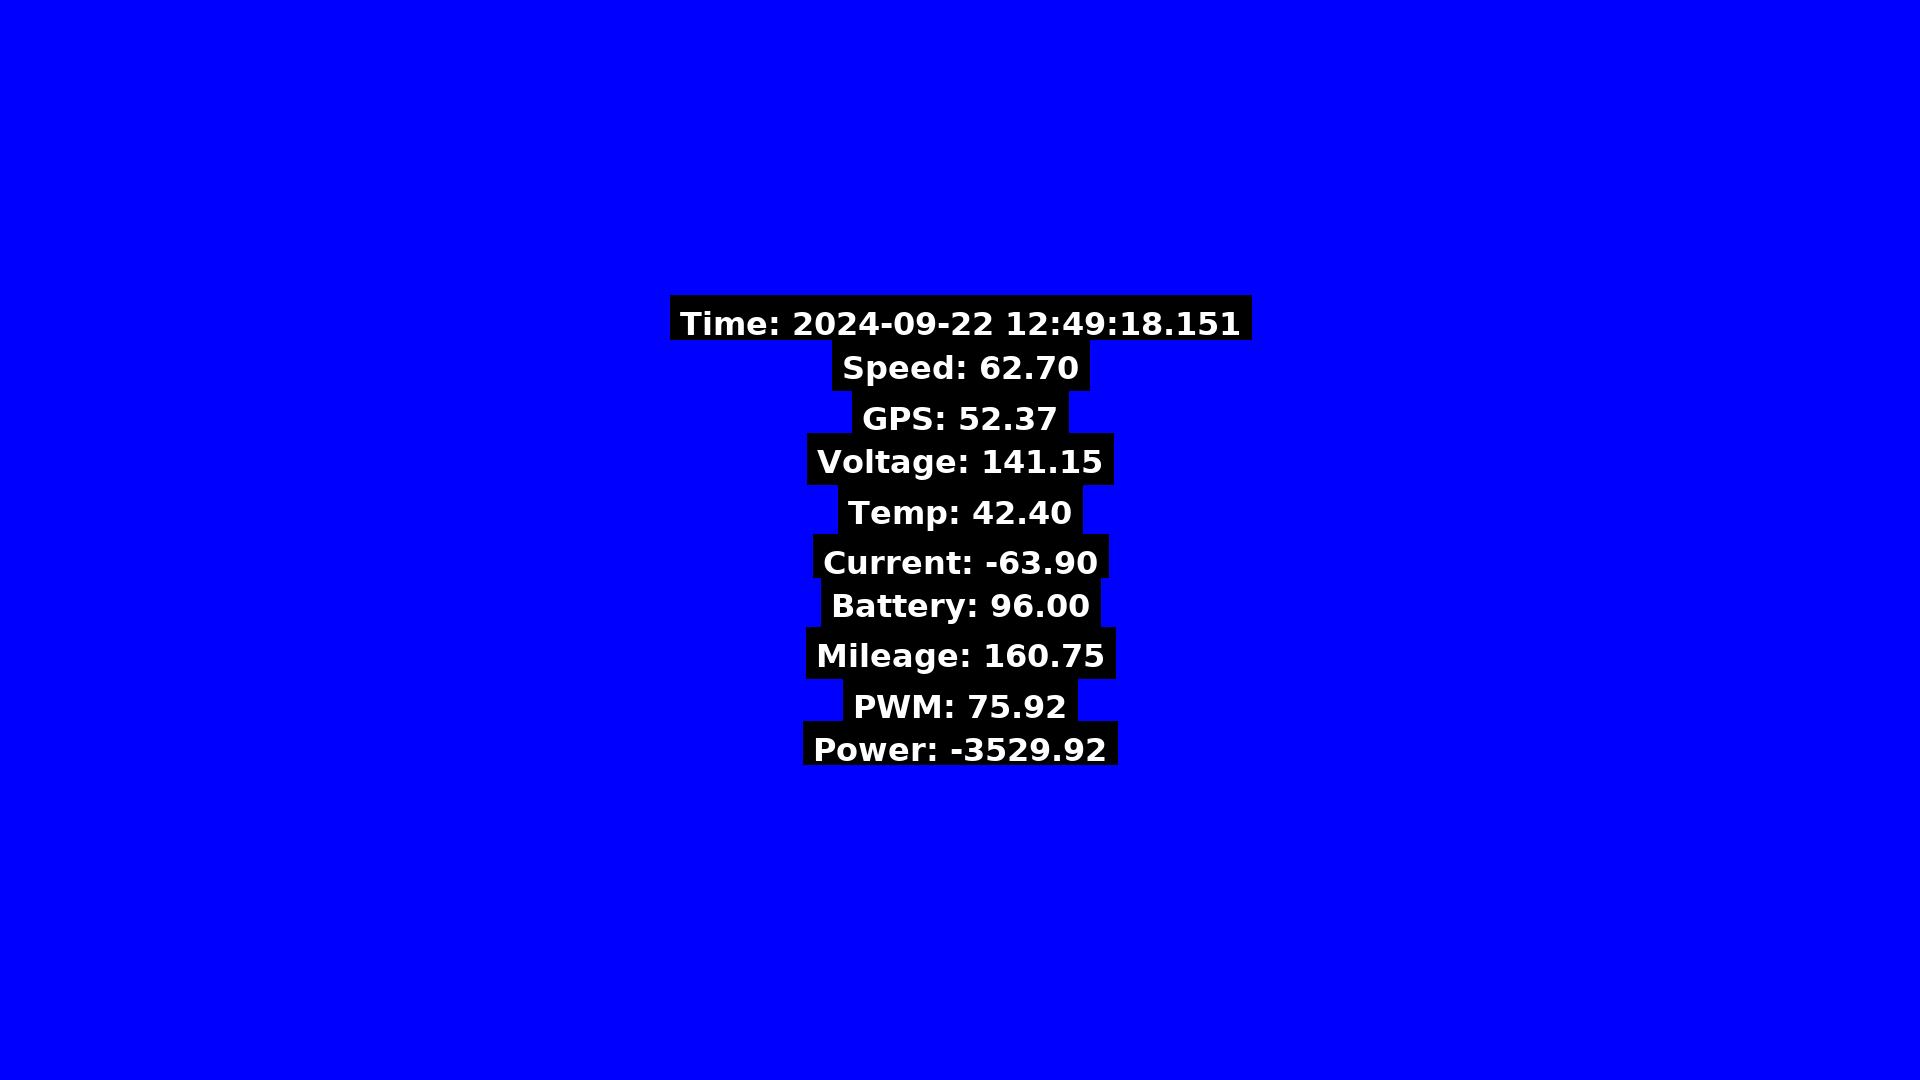 Time: 2024-09-22 12:49:18.151
Speed: 62.70
GPS: 52.37
Voltage: 141.15
Temp: 42.40
Current: -63.90
Battery: 96.00
Mileage: 160.75
PWM: 75.92
Power: -3529.92